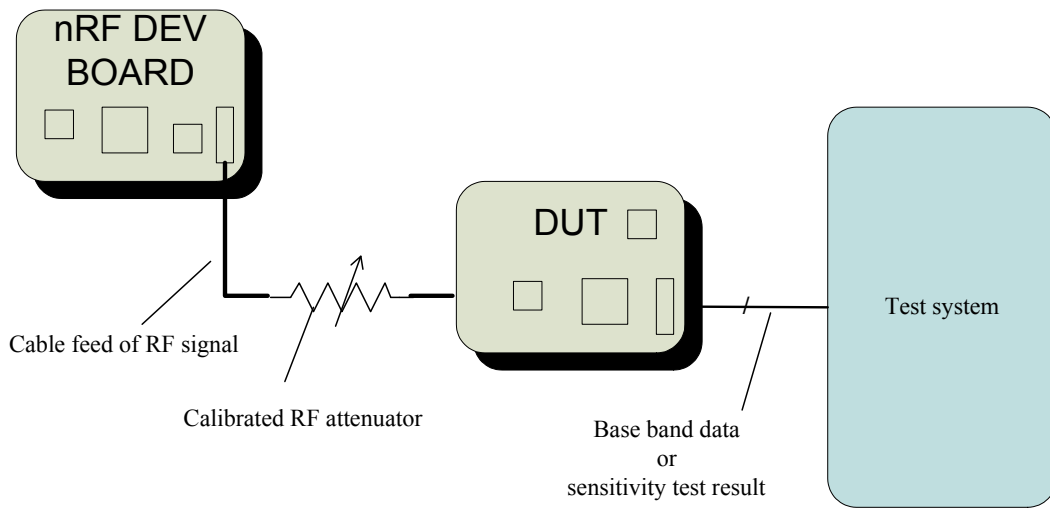 nRF DEV
BOARD
DUT
Test system
Cable feed of RF signal
Calibrated RF attenuator
Base band data
or
sensitivity test result